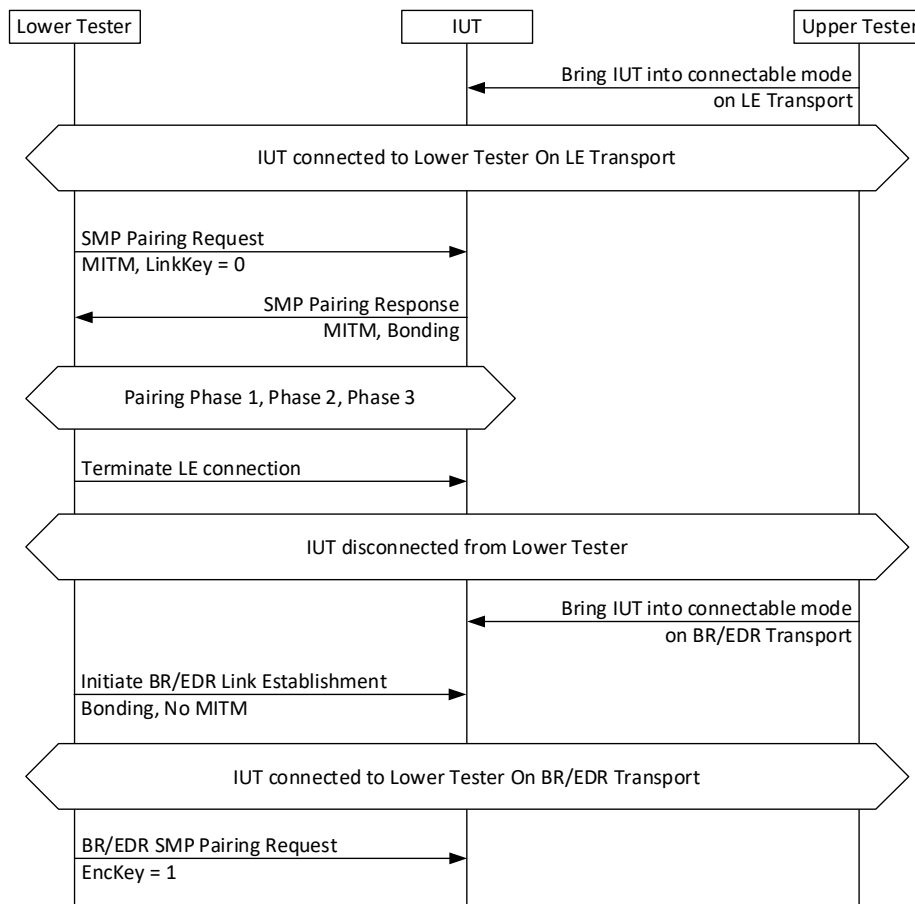 Lower Tester
IUT
Upper Tester
Bring IUT into connectable mode
on LE Transport
IUT connected to Lower Tester On LE Transport
SMP Pairing Request
MITM, LinkKey = 0
SMP Pairing Response
MITM, Bonding
Pairing Phase 1, Phase 2, Phase 3
Terminate LE connection
IUT disconnected from Lower Tester
Bring IUT into connectable mode
on BR/EDR Transport
Initiate BR/EDR Link Establishment
Bonding, No MITM
IUT connected to Lower Tester On BR/EDR Transport
BR/EDR SMP Pairing Request
EncKey = 1